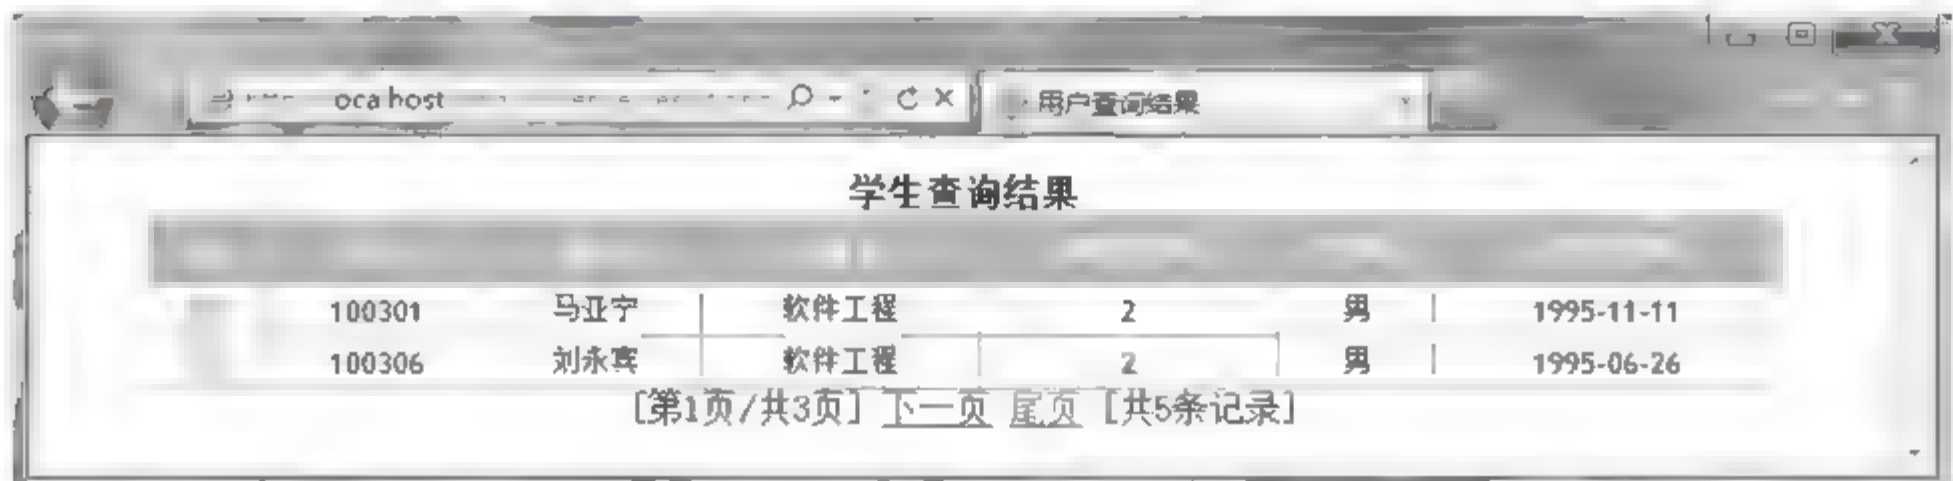 oca host
用户查询结果
学生查询结果
100301 马亚宁 软件工程 2 男 1995-11-11
100306 刘永宾 软件工程 2 男 1995-06-26
[第1页/共3页] 下一页 尾页 [共5条记录]